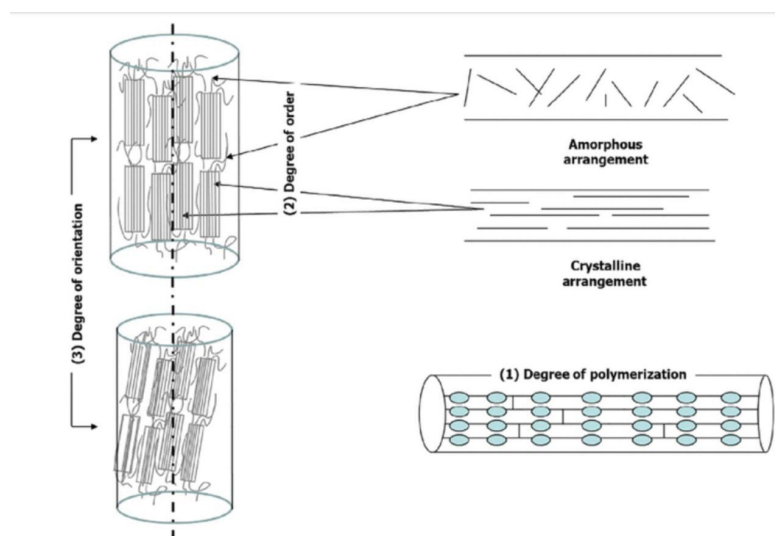 (2) Degree of order
Amorphous
arrangement
(3) Degree of orientation
Crystalline
arrangement
(1) Degree of polymerization